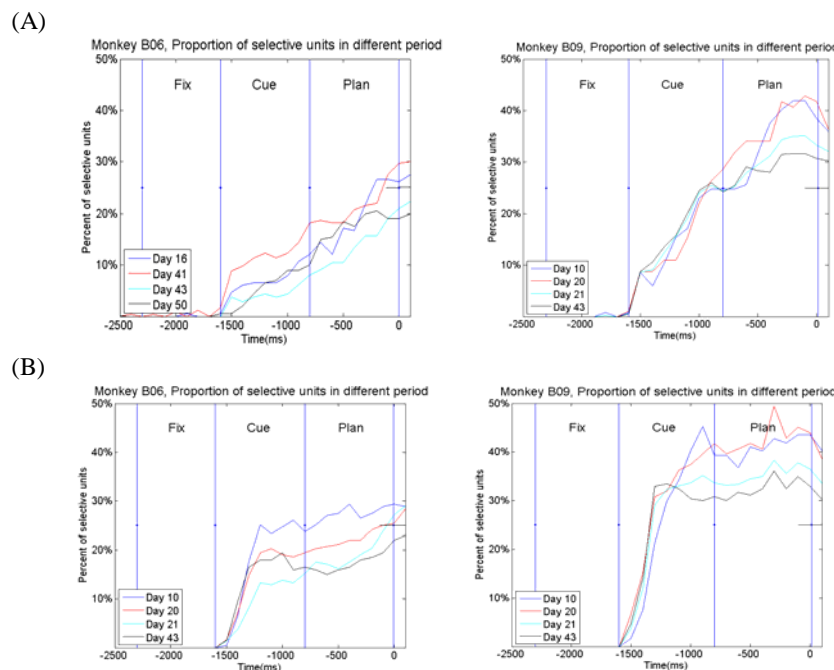 (A)
Monkey B06, Proportion of selective units in different period
50%
40%
30%
20%
10%
Percent of selective units
Fix
Cue
Plan
Day 16
Day 41
Day 43
Day 50
-2500
-2000
-1500
-1000
-500
0
Time(ms)
Monkey B09, Proportion of selective units in different period
50%
40%
30%
20%
10%
Percent of selective units
Fix
Cue
Plan
Day 10
Day 20
Day 21
Day 43
-2500
-2000
-1500
-1000
-500
0
Time(ms)
(B)
Monkey B06, Proportion of selective units in different period
50%
40%
30%
20%
10%
Percent of selective units
Fix
Cue
Plan
Day 10
Day 20
Day 21
Day 43
-2500
-2000
-1500
-1000
-500
0
Time(ms)
Monkey B09, Proportion of selective units in different period
50%
40%
30%
20%
10%
Percent of selective units
Fix
Cue
Plan
Day 10
Day 20
Day 21
Day 43
-2500
-2000
-1500
-1000
-500
0
Time(ms)